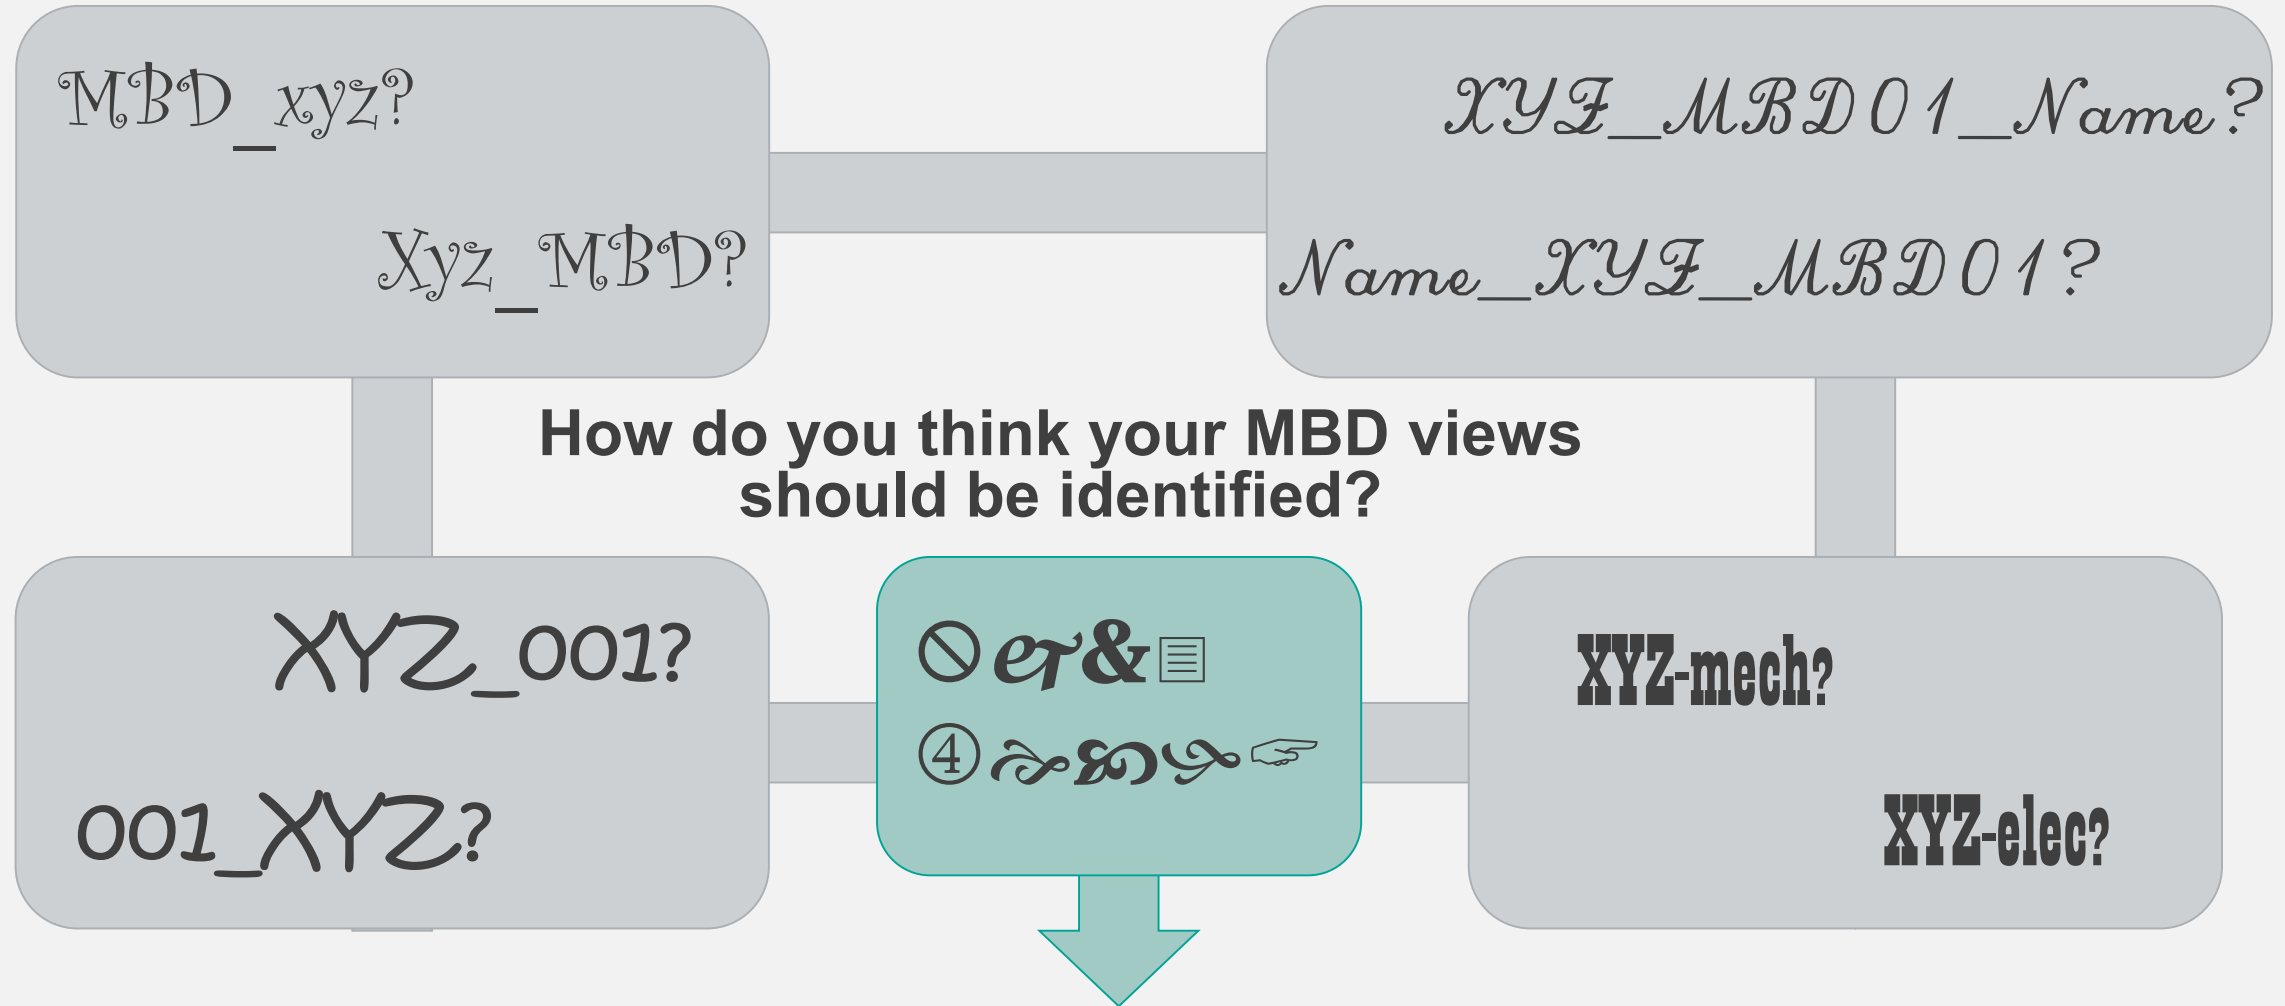 MBD_xyz?
Xyz_MBD?
XYZ_MBD01_Name?
Name_XYZ_MBD01?
How do you think your MBD views
should be identified?
XYZ_001?
001_XYZ?
🛇🙰&🗏
④🙚🙜🙞☞
XYZ-mech?
XYZ-elec?